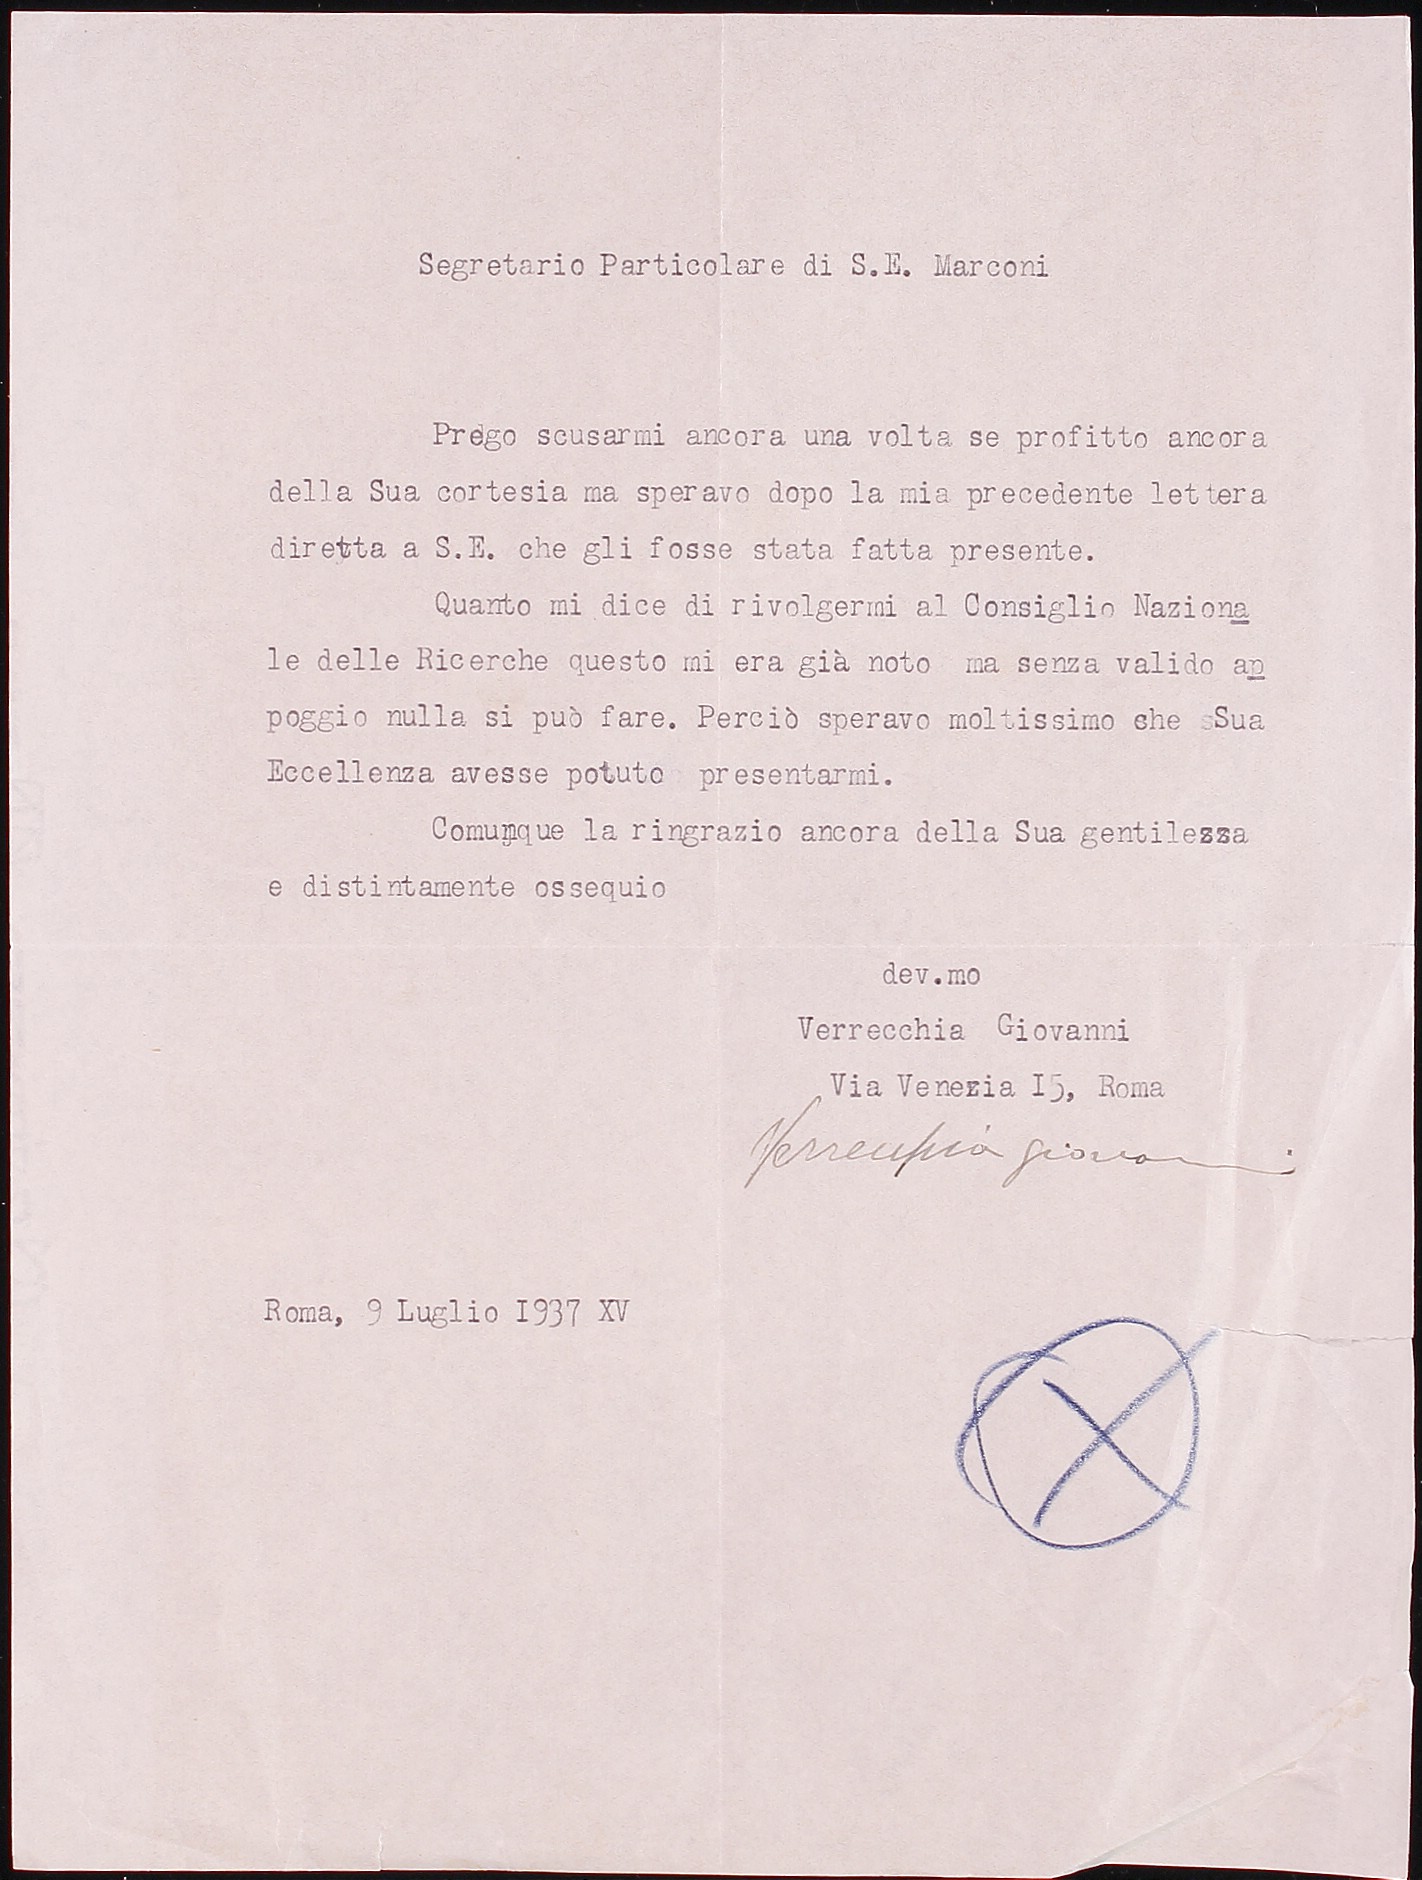 Segretario Particolare di S.E. Marconi
Prego scusarmi ancora una volta se profitto ancora
della Sua cortesia ma speravo dopo la mia precedente lettera
diretta a S.E. che gli fosse stata fatta presente.
Quanto mi dice di rivolgermi al Consiglio Naziona
le delle Ricerche questo mi era già noto ma senza valido ap
poggio nulla si può fare. Perciò speravo moltissimo che sSua
Eccellenza avesse potuto presentarmi.
Comunque la ringrazio ancora della Sua gentilezza
e distintamente ossequio
dev.mo
Verrecchia Giovanni
Via Venezia I5, Roma
Verrecchia Giovanni
Roma, 9 Luglio I937 XV